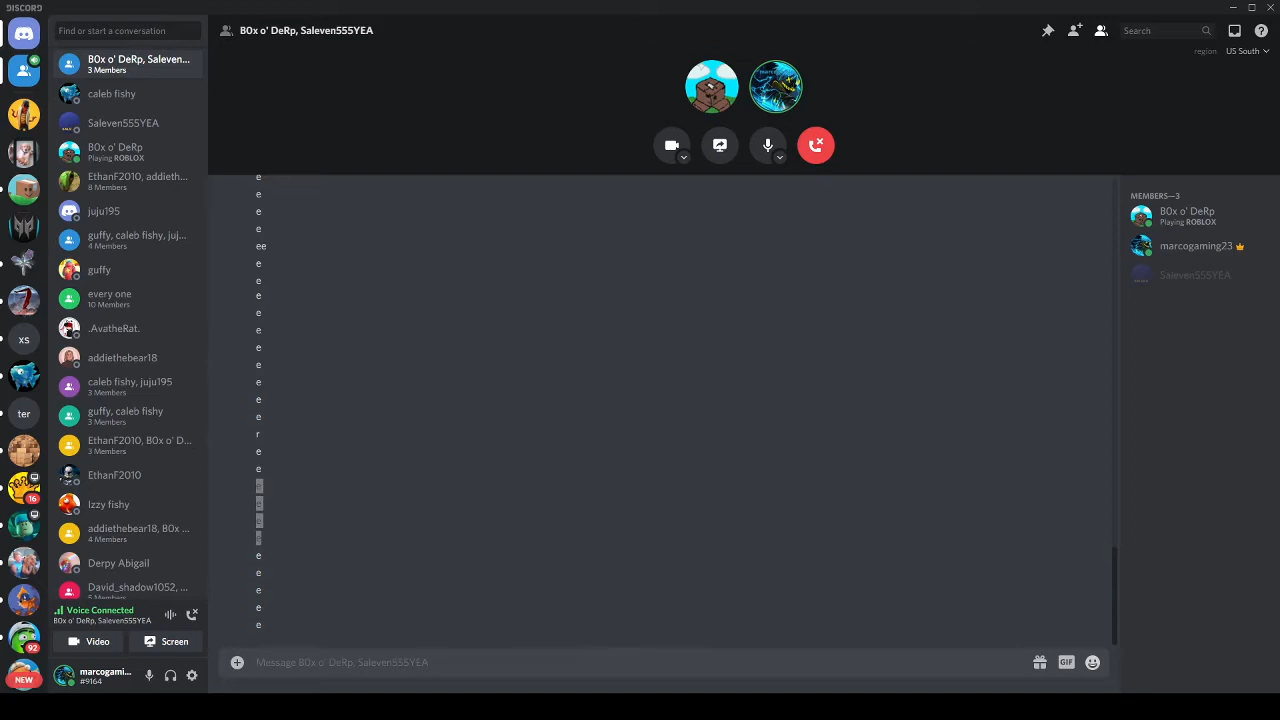 DISCORD
Find or start a conversation
B0x o' DeRp, Saleven555YEA
Search
region
US South
B0x o' DeRp, Saleven...
3 Members
caleb fishy
Saleven555YEA
B0x o' DeRp
Playing ROBLOX
EthanF2010, addieth...
8 Members
juju195
guffy, caleb fishy, juj...
4 Members
guffy
every one
10 Members
.AvatheRat.
addiethebear18
caleb fishy, juju195
3 Members
guffy, caleb fishy
3 Members
EthanF2010, B0x o' D...
3 Members
EthanF2010
Izzy fishy
addiethebear18, B0x ...
4 Members
Derpy Abigail
David_shadow1052, ...
5 Members
xs
ter
16
92
NEW
Voice Connected
B0x o' DeRp, Saleven555YEA
Video
Screen
marcogami...
#9164
e
e
e
e
ee
e
e
e
e
e
e
e
e
e
e
r
e
e
e
e
e
e
e
e
e
e
Message B0x o' DeRp, Saleven555YEA
GIF
MEMBERS—3
B0x o' DeRp
Playing ROBLOX
marcogaming23
Saleven555YEA